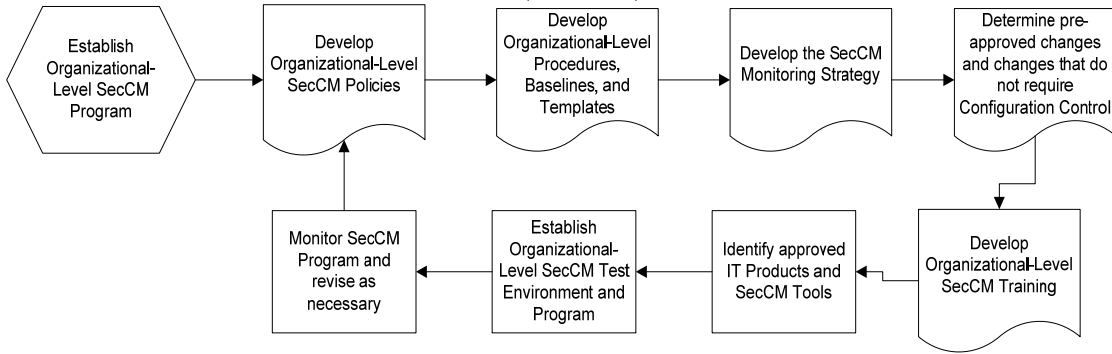 Establish
Organizational-
Level SecCM
Program
Develop
Organizational-Level
SecCM Policies
Develop
Organizational-Level
Procedures,
Baselines, and
Templates
Develop the SecCM
Monitoring Strategy
Determine pre-
approved changes
and changes that do
not require
Configuration Control
Develop
Organizational-Level
SecCM Training
Identify approved
IT Products and
SecCM Tools
Establish
Organizational-
Level SecCM Test
Environment and
Program
Monitor SecCM
Program and
revise as
necessary